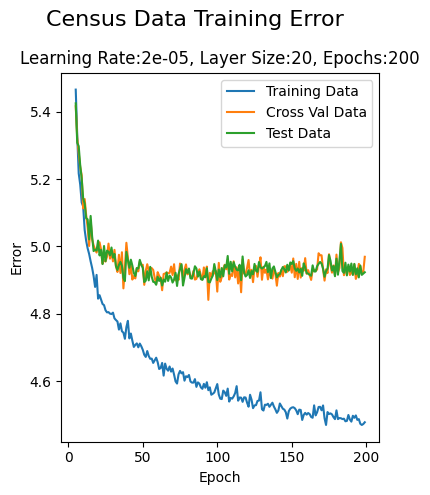 Census Data Training Error
Learning Rate:2e-05, Layer Size:20, Epochs:200
Training Data
Cross Val Data
Test Data
5.4
5.2
5.0
4.8
4.6
Error
0
50
100
150
200
Epoch